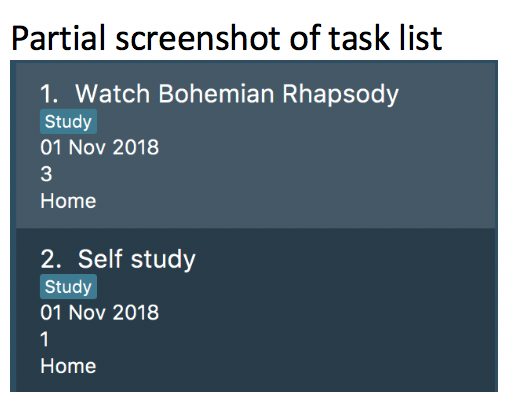 Partial screenshot of task list
1. Watch Bohemian Rhapsody
Study
01 Nov 2018
3
Home
2. Self study
Study
01 Nov 2018
1
Home